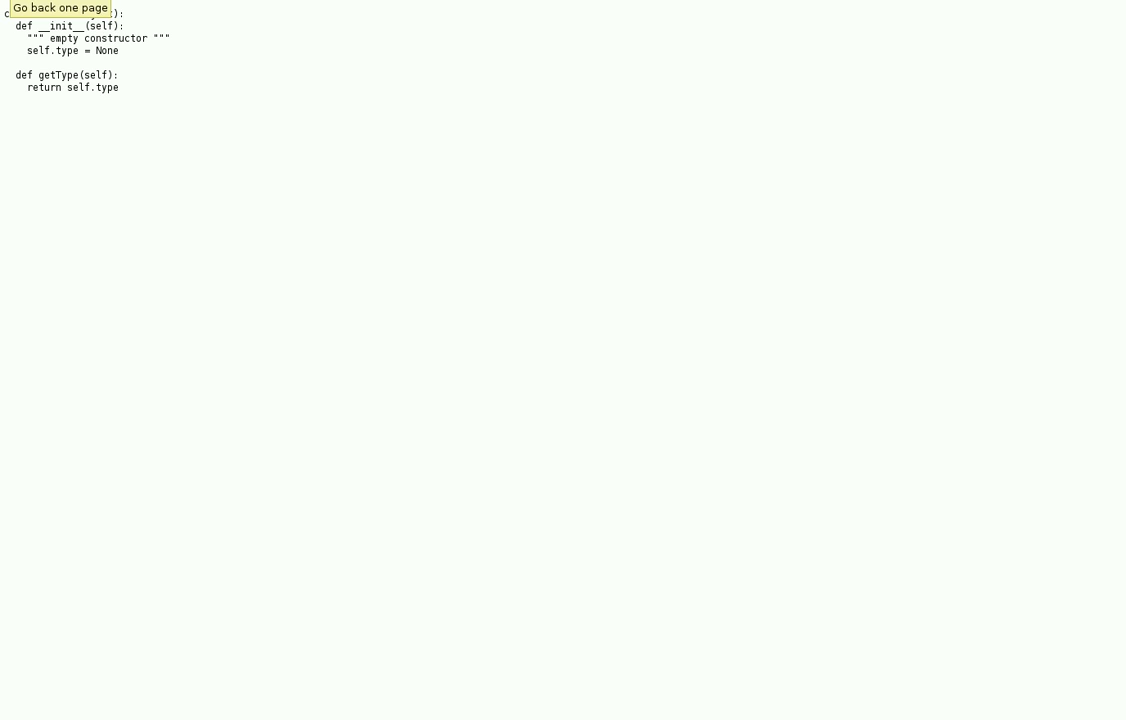 Go back one page
c ):
def __init__(self):
""" empty constructor """
self.type = None
def getType(self):
return self.type